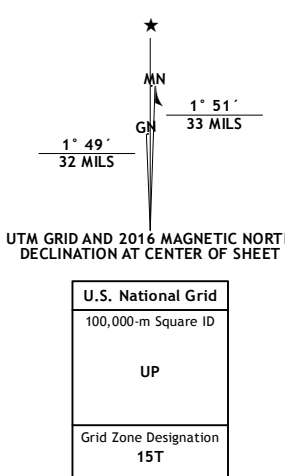 MN
1° 51´
33 MILS
GN
1° 49´
32 MILS
UTM GRID AND 2016 MAGNETIC NORT
DECLINATION AT CENTER OF SHEET
U.S. National Grid
100,000-m Square ID
UP
Grid Zone Designation
15T